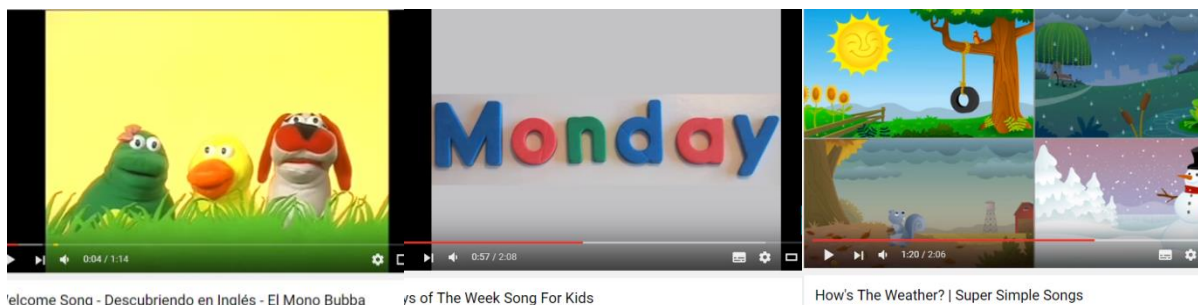 Monday
0:04 / 1:14
0:57 / 2:08
1:20 / 2:06
elcome Song - Descubriendo en Inglés - El Mono Bubba
ys of The Week Song For Kids
How's The Weather? | Super Simple Songs